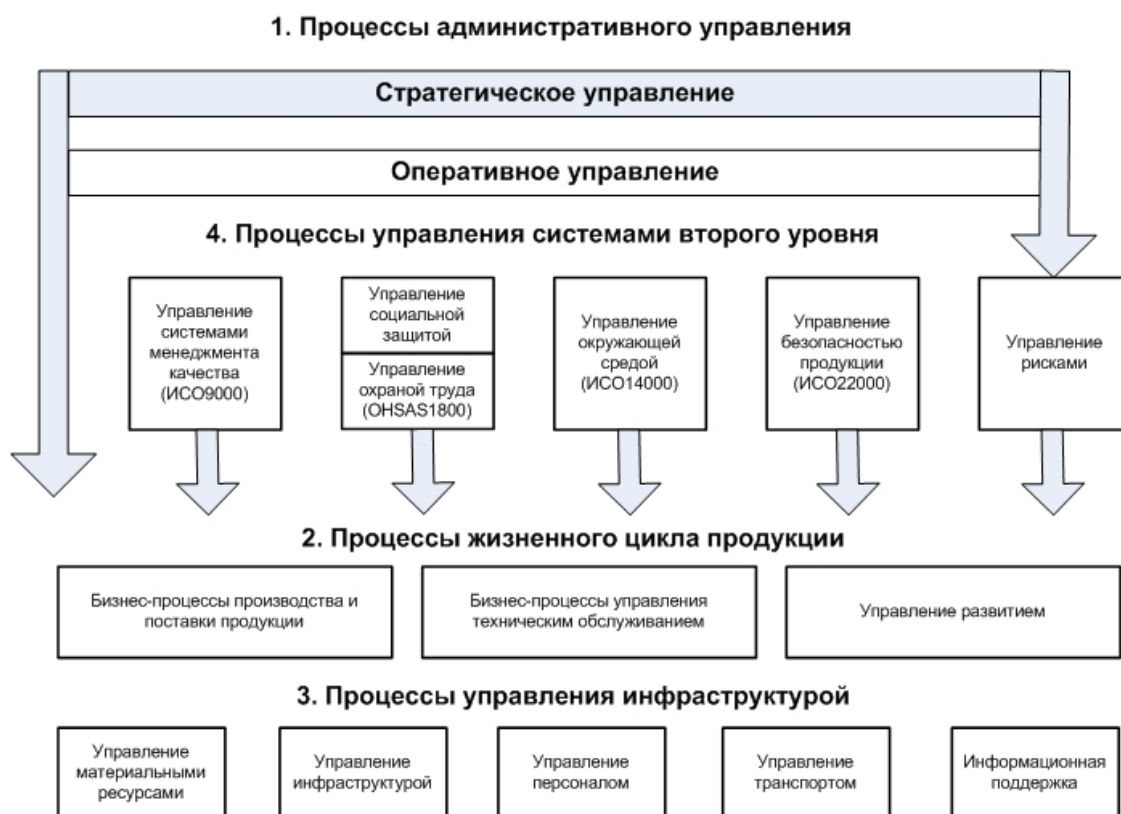 1. Процессы административного управления
Стратегическое управление
Оперативное управление
4. Процессы управления системами второго уровня
Управление
системами
менеджмента
качества
(ИСО9000)
Управление
социальной
защитой
Управление
охраной труда
(OHSAS1800)
Управление
окружающей
средой
(ИСО14000)
Управление
безопасностью
продукции
(ИСО22000)
Управление
рисками
2. Процессы жизненного цикла продукции
Бизнес-процессы производства и
поставки продукции
Бизнес-процессы управления
техническим обслуживанием
Управление развитием
3. Процессы управления инфраструктурой
Управление
материальными
ресурсами
Управление
инфраструктурой
Управление
персоналом
Управление
транспортом
Информационная
поддержка